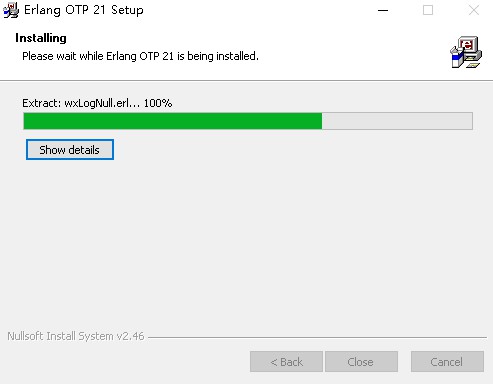 Erlang OTP 21 Setup
Installing
Please wait while Erlang OTP 21 is being installed.
Extract: wxLogNull.erl... 100%
Show details
Nullsoft Install System v2.46
< Back
Close
Cancel